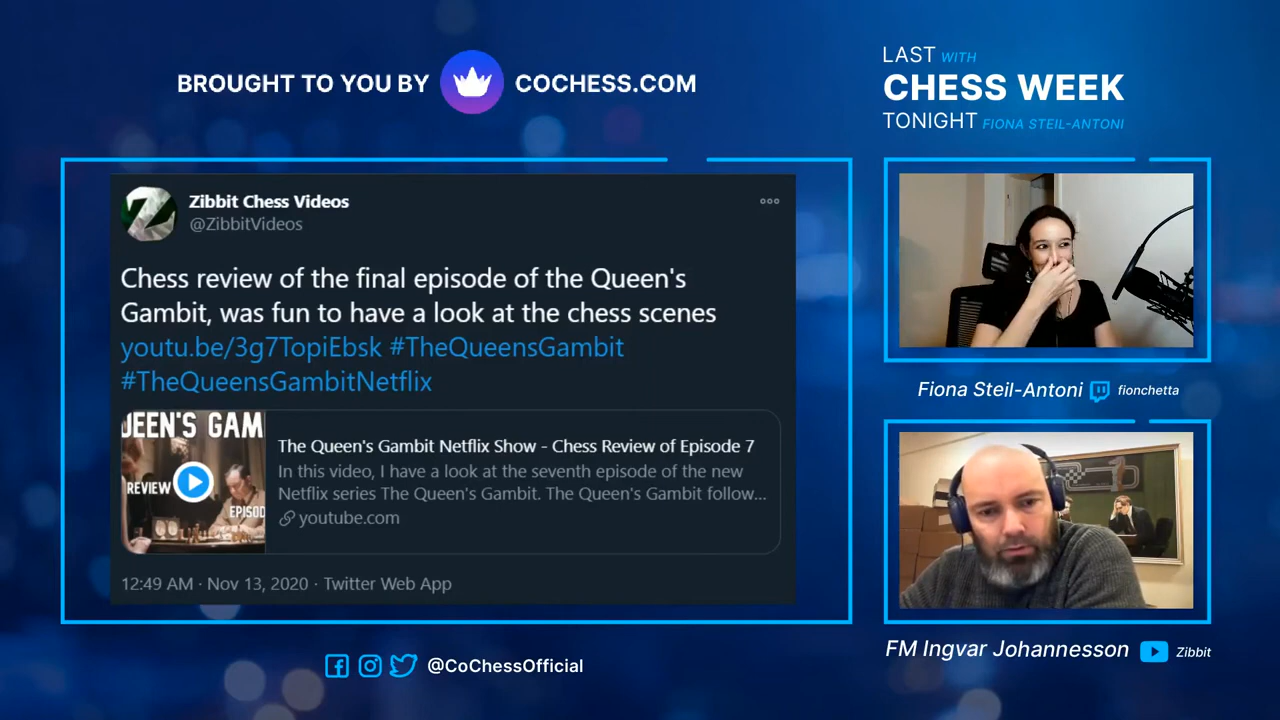 BROUGHT TO YOU BY COCHESS.COM
LAST WITH
CHESS WEEK
TONIGHT FIONA STEIL-ANTONI
Zibbit Chess Videos
@ZibbitVideos
Chess review of the final episode of the Queen's
Gambit, was fun to have a look at the chess scenes
youtu.be/3g7TopiEbsk #TheQueensGambit
#TheQueensGambitNetflix
UEEN'S GAM
REVIEW
EPISOD
The Queen's Gambit Netflix Show - Chess Review of Episode 7
In this video, I have a look at the seventh episode of the new
Netflix series The Queen's Gambit. The Queen's Gambit follow...
youtube.com
12:49 AM · Nov 13, 2020 · Twitter Web App
Fiona Steil-Antoni fionchetta
FM Ingvar Johannesson Zibbit
@CoChessOfficial